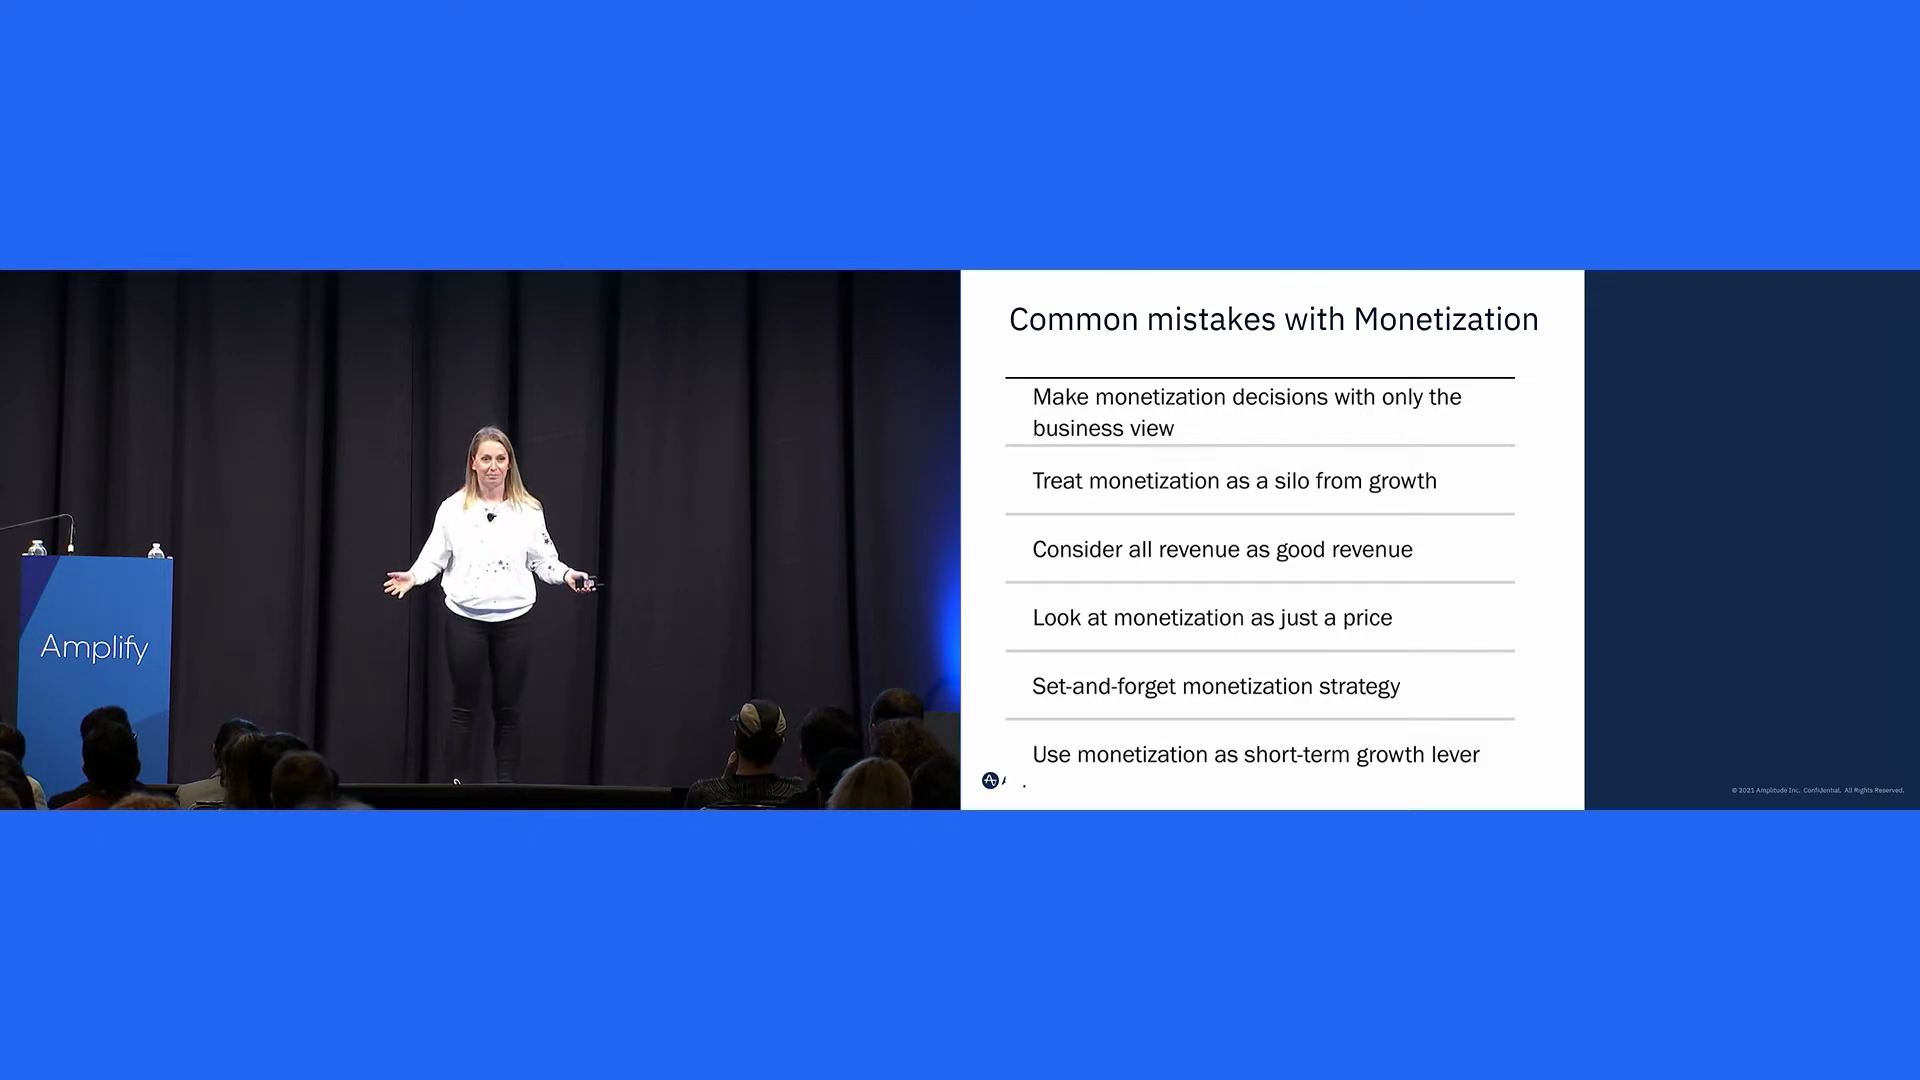 Amplify
Common mistakes with Monetization
Make monetization decisions with only the
business view
Treat monetization as a silo from growth
Consider all revenue as good revenue
Look at monetization as just a price
Set-and-forget monetization strategy
Use monetization as short-term growth lever
© 2021 Amplitude Inc. Confidential. All Rights Reserved.